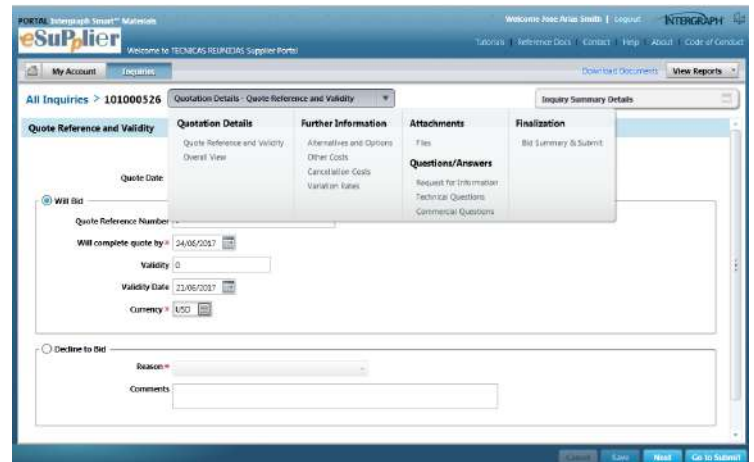 PORTAL Intergraph Smart™ Materials
Welcome Jose Arias Smith | Logout
INTERGRAPH
eSupplier
Welcome to TECNICAS REUNIDAS Supplier Portal
Tutorials | Reference Docs | Contact | Help | About | Code of Conduct
My Account
Inquiries
Download Documents
View Reports
All Inquiries > 101000526
Quotation Details - Quote Reference and Validity
Inquiry Summary Details
Quote Reference and Validity
Quotation Details
Quote Reference and Validity
Overall View
Further Information
Alternatives and Options
Other Costs
Cancellation Costs
Variation Rates
Attachments
Files
Questions/Answers
Request for Information
Technical Questions
Commercial Questions
Finalization
Bid Summary & Submit
Quote Date
Will Bid
Quote Reference Number
Will complete quote by* 24/06/2017
Validity 0
Validity Date 21/06/2017
Currency* USD
Decline to Bid
Reason*
Comments
Cancel
Save
Next
Go to Submit